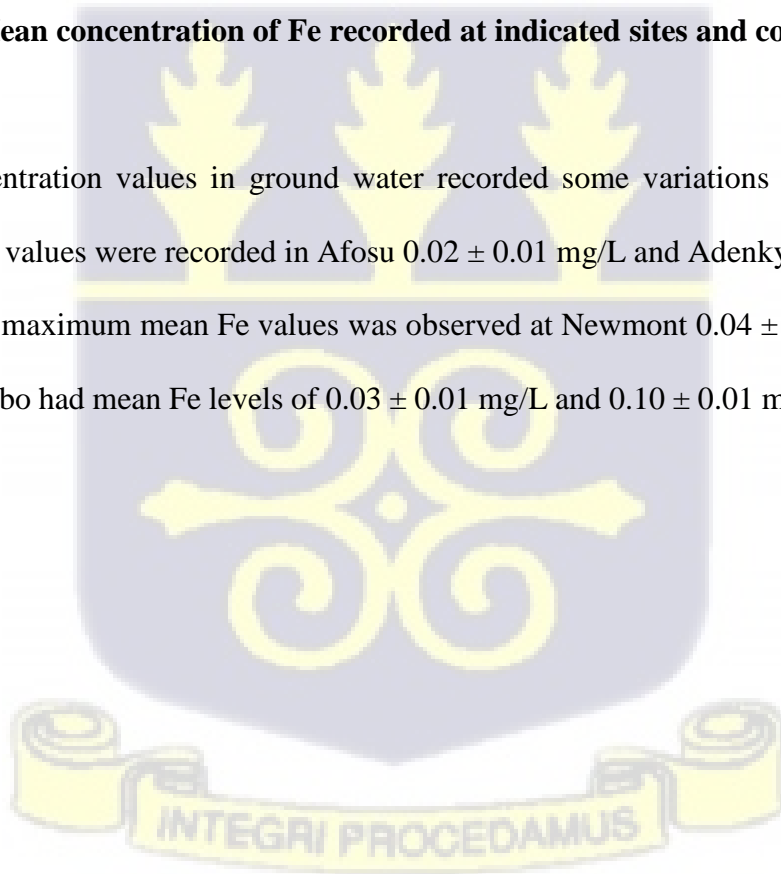 ean concentration of Fe recorded at indicated sites and co
entration values in ground water recorded some variations
values were recorded in Afosu 0.02 ± 0.01 mg/L and Adenky
maximum mean Fe values was observed at Newmont 0.04 ±
bo had mean Fe levels of 0.03 ± 0.01 mg/L and 0.10 ± 0.01 m
INTEGRI PROCEDAMUS